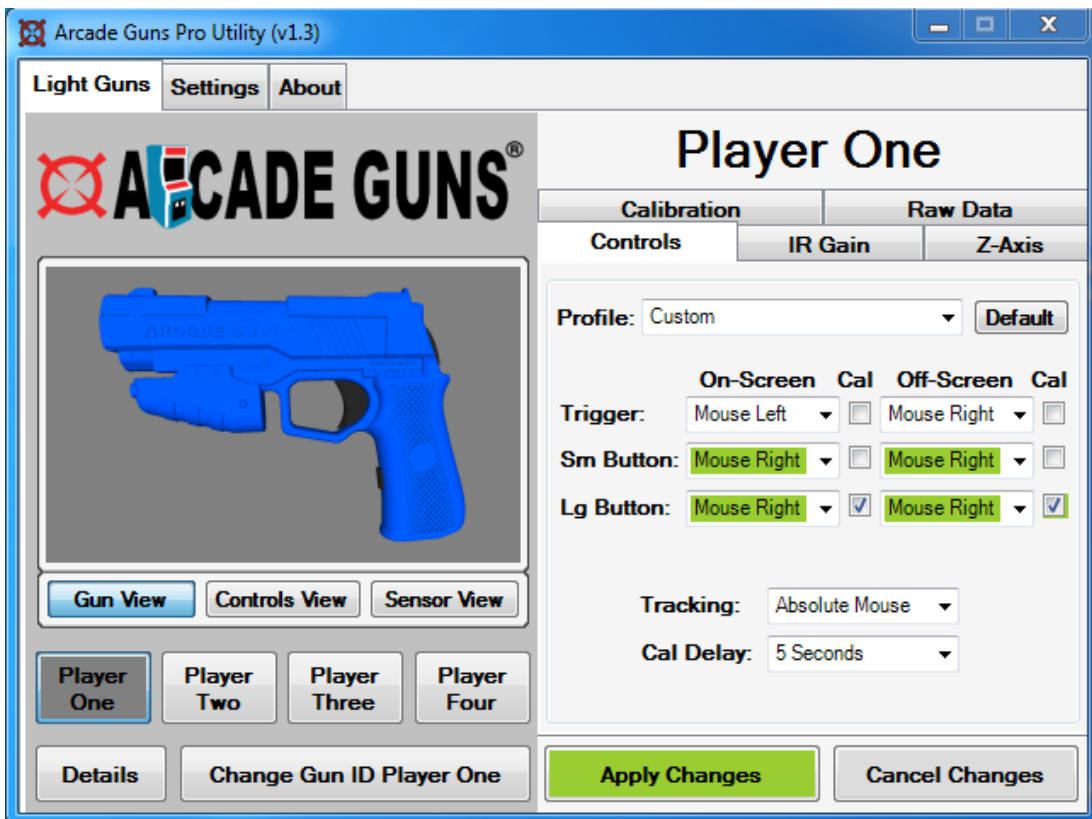 Arcade Guns Pro Utility (v1.3)
Light Guns Settings About
ARCADE GUNS®
Gun View Controls View Sensor View
Player One Player Two Player Three Player Four
Details Change Gun ID Player One
Player One
Calibration Raw Data
Controls IR Gain Z-Axis
Profile: Custom Default
On-Screen Cal Off-Screen Cal
Trigger: Mouse Left Mouse Right
Sm Button: Mouse Right Mouse Right
Lg Button: Mouse Right Mouse Right
Tracking: Absolute Mouse
Cal Delay: 5 Seconds
Apply Changes Cancel Changes